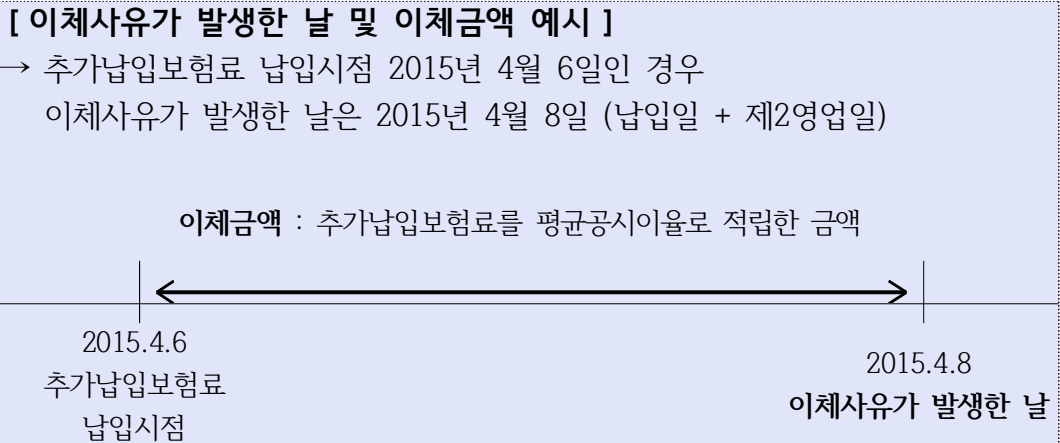 [ 이체사유가 발생한 날 및 이체금액 예시 ]
→ 추가납입보험료 납입시점 2015년 4월 6일인 경우
이체사유가 발생한 날은 2015년 4월 8일 (납입일 + 제2영업일)
이체금액 : 추가납입보험료를 평균공시이율로 적립한 금액
2015.4.6
추가납입보험료
납입시점
2015.4.8
이체사유가 발생한 날